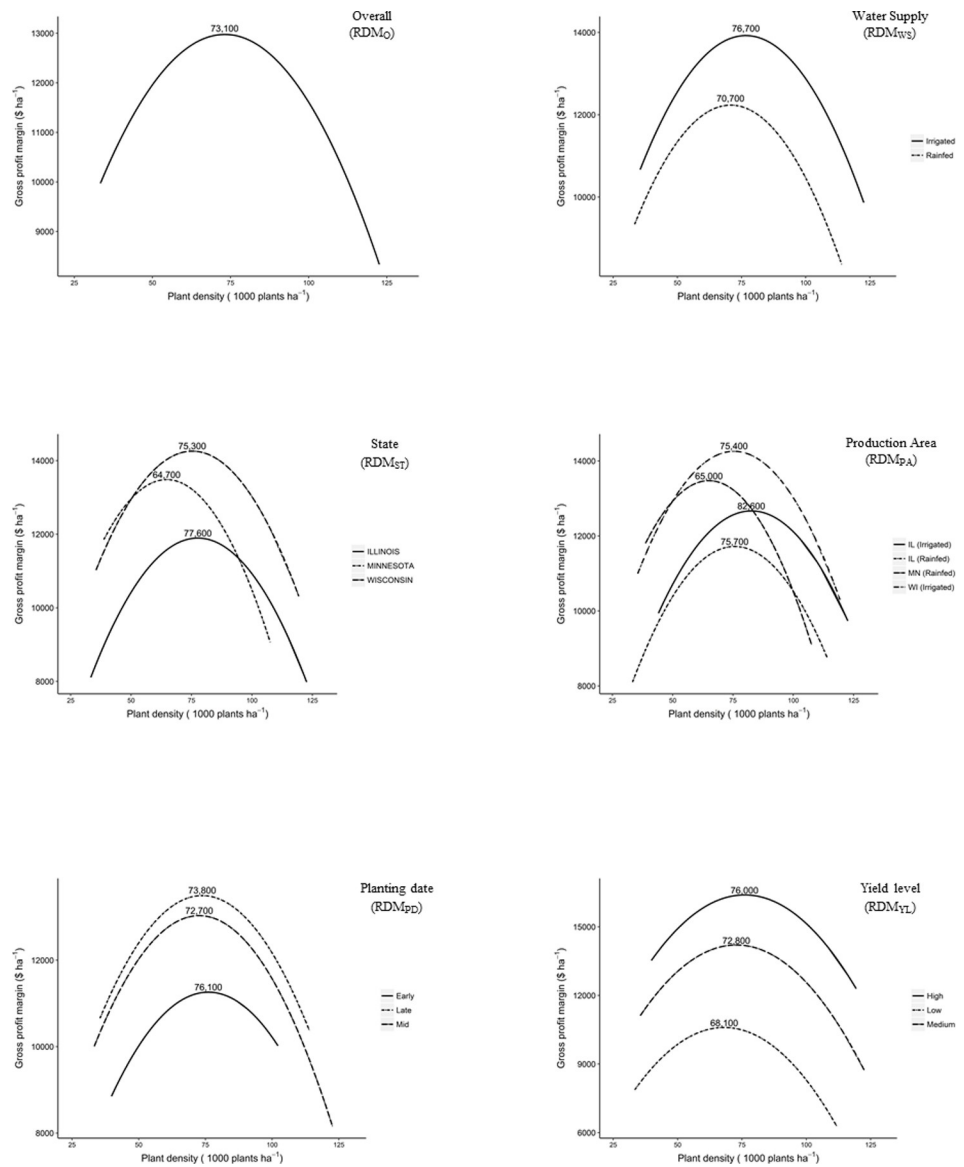 Overall
(RDMO)
73,100
13000
12000
11000
10000
9000
Gross profit margin ($ ha⁻¹)
25 50 75 100 125
Plant density ( 1000 plants ha⁻¹)
Water Supply
(RDMWS)
76,700
70,700
14000
12000
10000
Gross profit margin ($ ha⁻¹)
Irrigated
Rainfed
25 50 75 100 125
Plant density ( 1000 plants ha⁻¹)
State
(RDMST)
75,300
64,700
77,600
14000
12000
10000
8000
Gross profit margin ($ ha⁻¹)
ILLINOIS
MINNESOTA
WISCONSIN
25 50 75 100 125
Plant density ( 1000 plants ha⁻¹)
Production Area
(RDMPA)
75,400
65,000
82,600
75,700
14000
12000
10000
8000
Gross profit margin ($ ha⁻¹)
IL (Irrigated)
IL (Rainfed)
MN (Rainfed)
WI (Irrigated)
25 50 75 100 125
Plant density ( 1000 plants ha⁻¹)
Planting date
(RDMPD)
73,800
72,700
76,100
12000
10000
8000
Gross profit margin ($ ha⁻¹)
Early
Late
Mid
25 50 75 100 125
Plant density ( 1000 plants ha⁻¹)
Yield level
(RDMYL)
76,000
72,800
68,100
15000
12000
9000
6000
Gross profit margin ($ ha⁻¹)
High
Low
Medium
25 50 75 100 125
Plant density ( 1000 plants ha⁻¹)